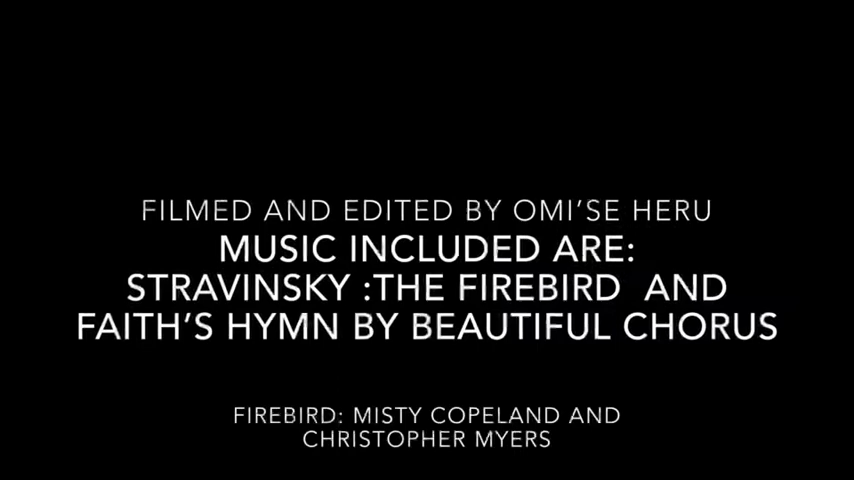 FILMED AND EDITED BY OMI'SE HERU
MUSIC INCLUDED ARE:
STRAVINSKY :THE FIREBIRD AND
FAITH'S HYMN BY BEAUTIFUL CHORUS
FIREBIRD: MISTY COPELAND AND
CHRISTOPHER MYERS